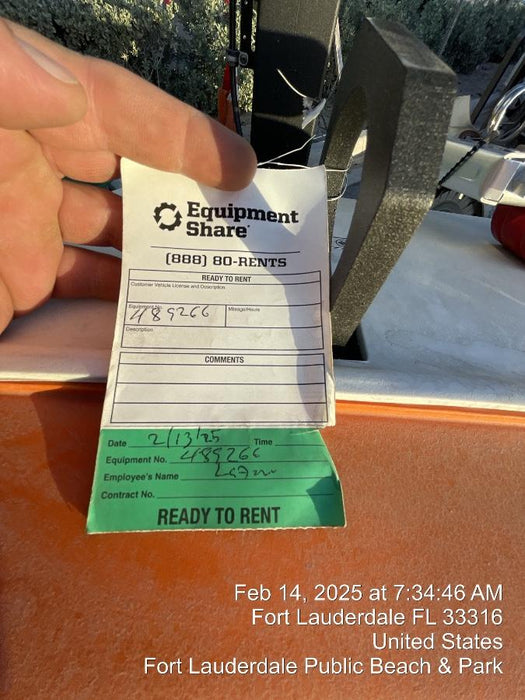 Equipment
Share
(888) 80-RENTS
READY TO RENT
Customer Vehicle License and Description
Equipment No. Mileage/Hours
489266
Description
COMMENTS
Date 2/13/25 Time
Equipment No. 489266
Employee's Name
Contract No.
READY TO RENT
Feb 14, 2025 at 7:34:46 AM
Fort Lauderdale FL 33316
United States
Fort Lauderdale Public Beach & Park